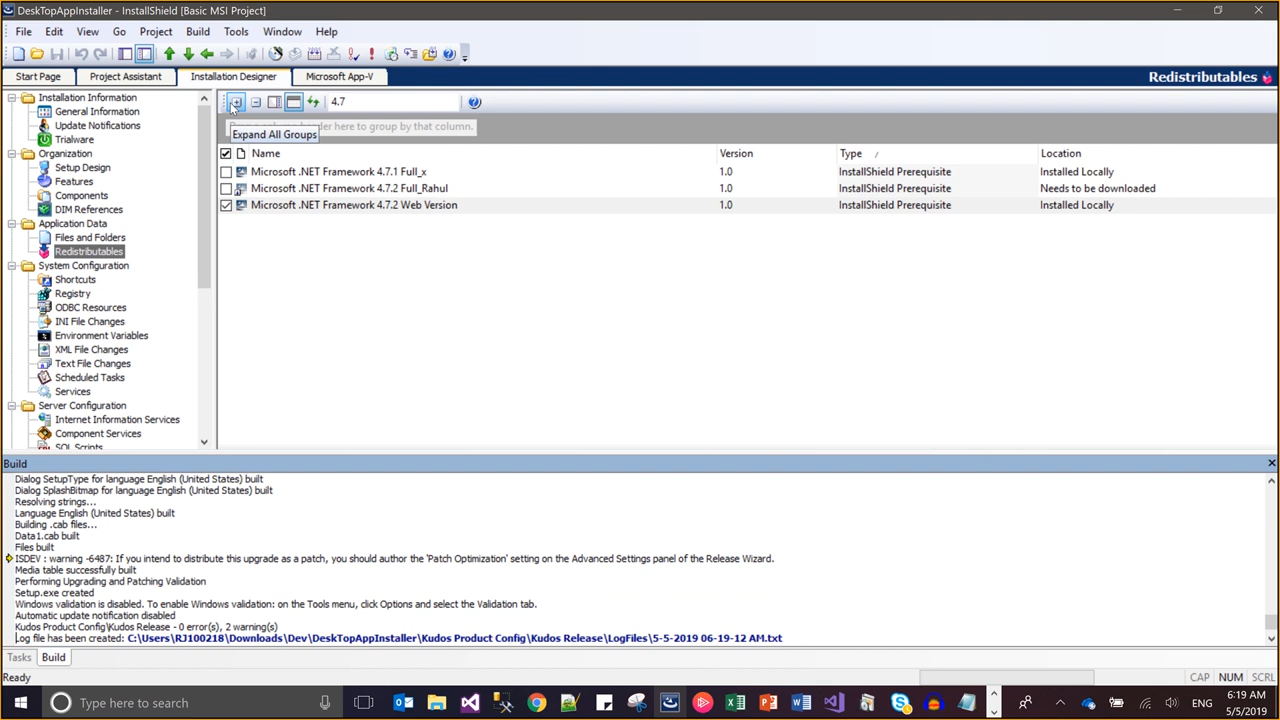 DeskTopAppInstaller - InstallShield [Basic MSI Project]
File Edit View Go Project Build Tools Window Help
Start Page Project Assistant Installation Designer Microsoft App-V Redistributables
Installation Information
General Information
Update Notifications
Trialware
Organization
Setup Design
Features
Components
DIM References
Application Data
Files and Folders
Redistributables
System Configuration
Shortcuts
Registry
ODBC Resources
INI File Changes
Environment Variables
XML File Changes
Text File Changes
Scheduled Tasks
Services
Server Configuration
Internet Information Services
Component Services
SQL Scripts
4.7
Expand All Groups
header here to group by that column.
Name Version Type Location
Microsoft .NET Framework 4.7.1 Full_x 1.0 InstallShield Prerequisite Installed Locally
Microsoft .NET Framework 4.7.2 Full_Rahul 1.0 InstallShield Prerequisite Needs to be downloaded
Microsoft .NET Framework 4.7.2 Web Version 1.0 InstallShield Prerequisite Installed Locally
Build
Dialog SetupType for language English (United States) built
Dialog SplashBitmap for language English (United States) built
Resolving strings...
Language English (United States) built
Building .cab files...
Data1.cab built
Files built
ISDEV : warning -6487: If you intend to distribute this upgrade as a patch, you should author the 'Patch Optimization' setting on the Advanced Settings panel of the Release Wizard.
Media table successfully built
Performing Upgrading and Patching Validation
Setup.exe created
Windows validation is disabled. To enable Windows validation: on the Tools menu, click Options and select the Validation tab.
Automatic update notification disabled
Kudos Product Config\Kudos Release - 0 error(s), 2 warning(s)
Log file has been created: C:\Users\RJ100218\Downloads\Dev\DeskTopAppInstaller\Kudos Product Config\Kudos Release\LogFiles\5-5-2019 06-19-12 AM.txt
Tasks Build
Ready CAP NUM SCRL
Type here to search
ENG
6:19 AM
5/5/2019